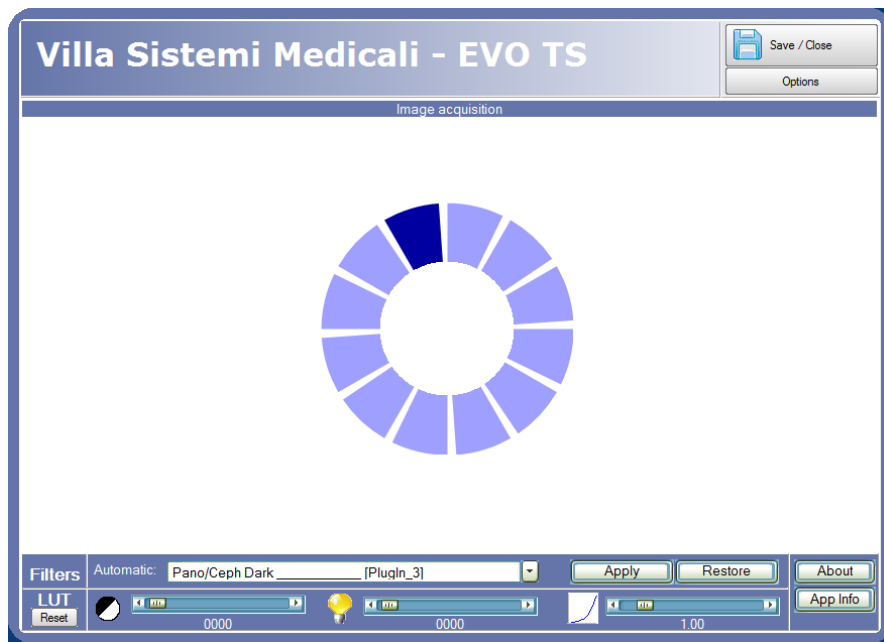 Villa Sistemi Medicali - EVO TS
Save / Close
Options
Image acquisition
Filters
Automatic:
Pano/Ceph Dark ____________ [PlugIn_3]
Apply
Restore
About
LUT
Reset
0000
0000
1.00
App Info